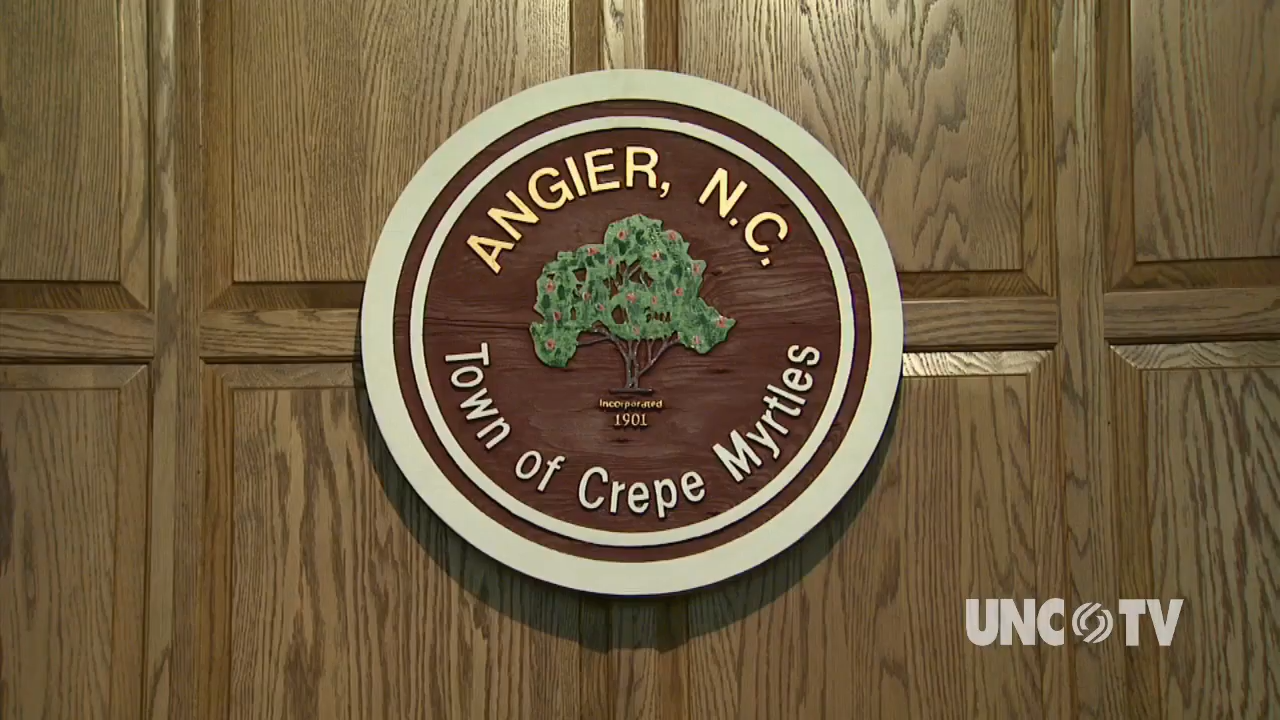 ANGIER, N.C.
Incorporated
1901
Town of Crepe Myrtles
UNC TV